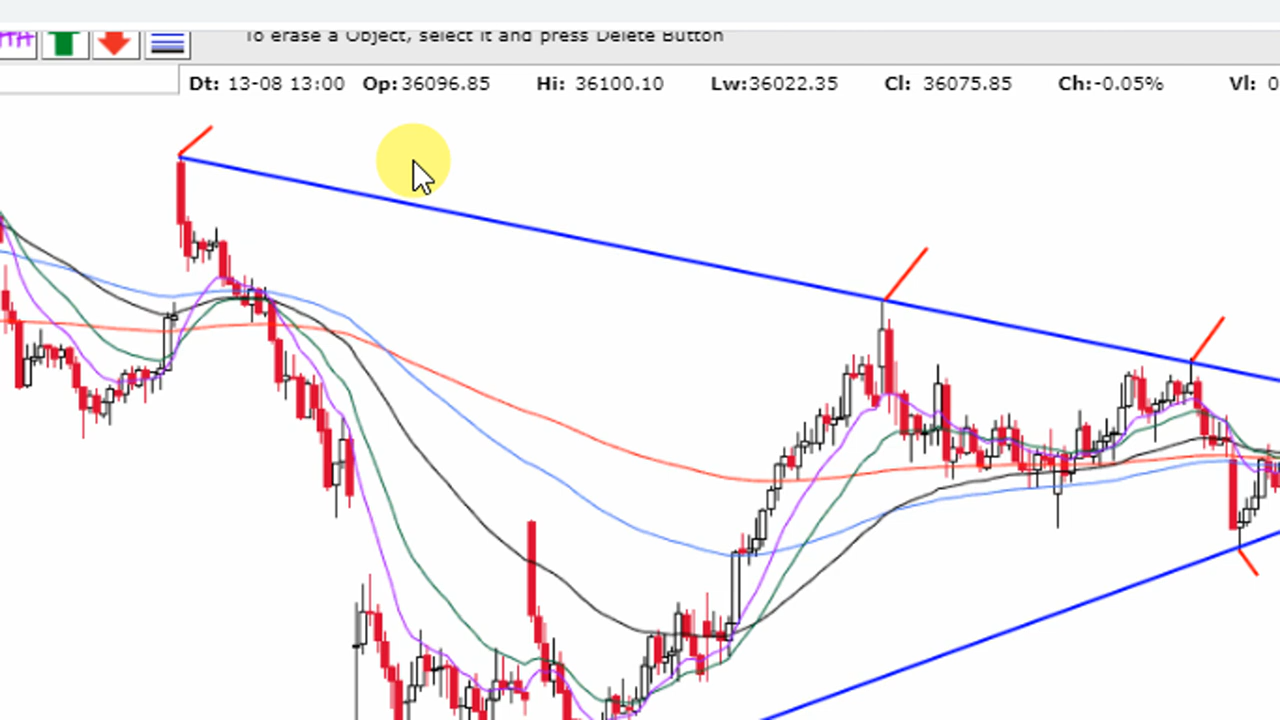 To erase a Object, select it and press Delete Button
Dt: 13-08 13:00 Op:36096.85 Hi: 36100.10 Lw:36022.35 Cl: 36075.85 Ch:-0.05% Vl: 0